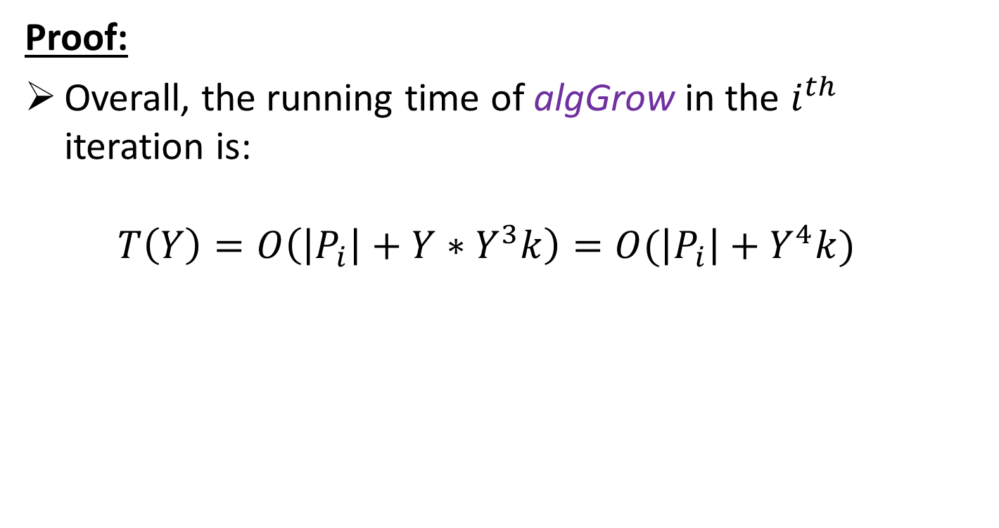 Proof:
➢ Overall, the running time of algGrow in the i^{th}
iteration is:
T(Y) = O(|P_i| + Y * Y^3 k) = O(|P_i| + Y^4 k)